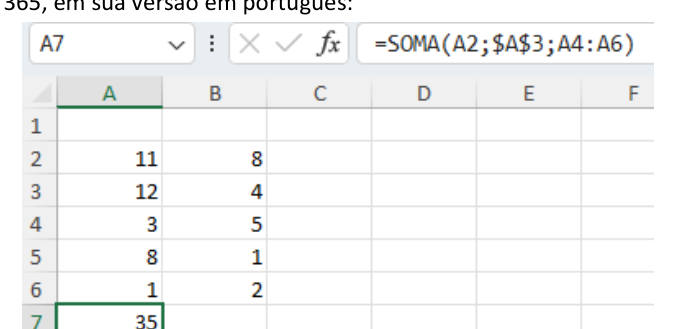 365, em sua versão em português:
A7 fx =SOMA(A2;$A$3;A4:A6)
A B C D E F
1
2 11 8
3 12 4
4 3 5
5 8 1
6 1 2
7 35